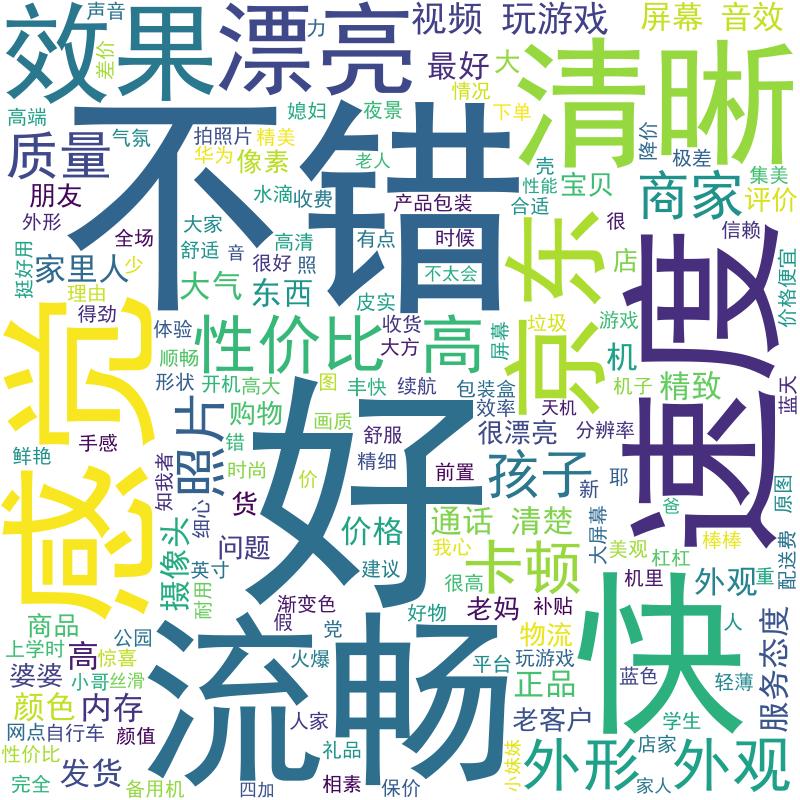 声音
力
视频
玩游戏
屏幕
音效
效果
漂亮
差价
最好
大
清晰
高端
媳妇
夜景
情况
下单
不错
质量
气氛
拍照片
精美
华为
像素
老人
壳
性能
宝贝
降价
极差
集美
朋友
水滴
收费
产品包装
合适
商家
评价
外形
全场
大家
舒适
音
高清
有点
时候
很
信赖
京东
速度
挺好用
家里人
少
很好
照
不太会
店
价格便宜
理由
大气
东西
皮实
得劲
感觉
体验
性价比
高
收货
大方
屏幕
垃圾
游戏
机
顺畅
形状
开机
高大
图
丰快
续航
包装盒
效率
天机
机子
精致
蓝天
照片
购物
画质
好
舒服
很漂亮
分辨率
鲜艳
手感
知我者
错
时尚
价
精细
前置
孩子
新
耶
原图
细心
货
价格
通话
清楚
大屏幕
爸
摄像头
问题
我心
美观
杠杠
棒棒
配送费
耐用
英寸
建议
很高
卡顿
机里
外观
重
商品
渐变色
假
好物
老妈
补贴
快
公园
党
流畅
物流
人
服务态度
上学时
高
惊喜
火爆
平台
玩游戏
蓝色
轻薄
婆婆
小哥
丝滑
正品
颜色
内存
人家
老客户
学生
网点自行车
颜值
礼品
店家
性价比
发货
小妹妹
外形
外观
完全
备用机
四加
相素
保价
家人